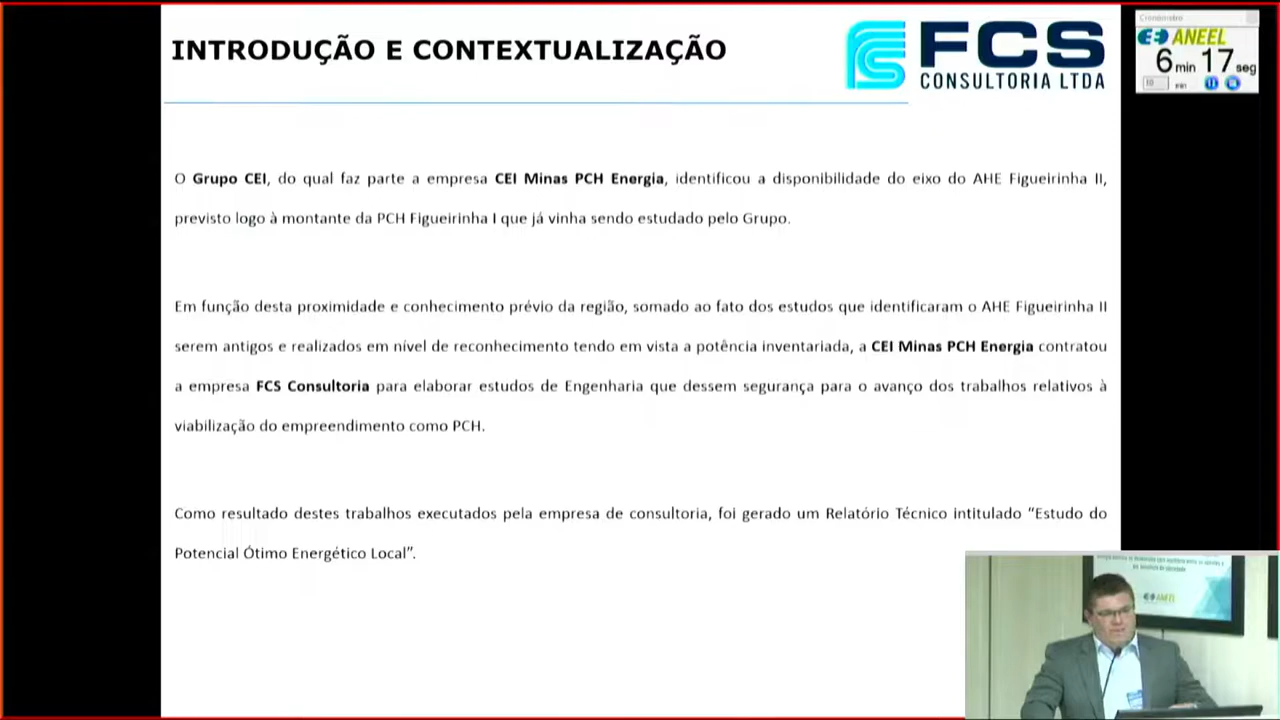 INTRODUÇÃO E CONTEXTUALIZAÇÃO
FCS
CONSULTORIA LTDA
Cronômetro
ANEEL
6 min 17 seg
10
O Grupo CEI, do qual faz parte a empresa CEI Minas PCH Energia, identificou a disponibilidade do eixo do AHE Figueirinha II,
previsto logo à montante da PCH Figueirinha I que já vinha sendo estudado pelo Grupo.
Em função desta proximidade e conhecimento prévio da região, somado ao fato dos estudos que identificaram o AHE Figueirinha II
serem antigos e realizados em nível de reconhecimento tendo em vista a potência inventariada, a CEI Minas PCH Energia contratou
a empresa FCS Consultoria para elaborar estudos de Engenharia que dessem segurança para o avanço dos trabalhos relativos à
viabilização do empreendimento como PCH.
Como resultado destes trabalhos executados pela empresa de consultoria, foi gerado um Relatório Técnico intitulado “Estudo do
Potencial Ótimo Energético Local”.
ANEEL